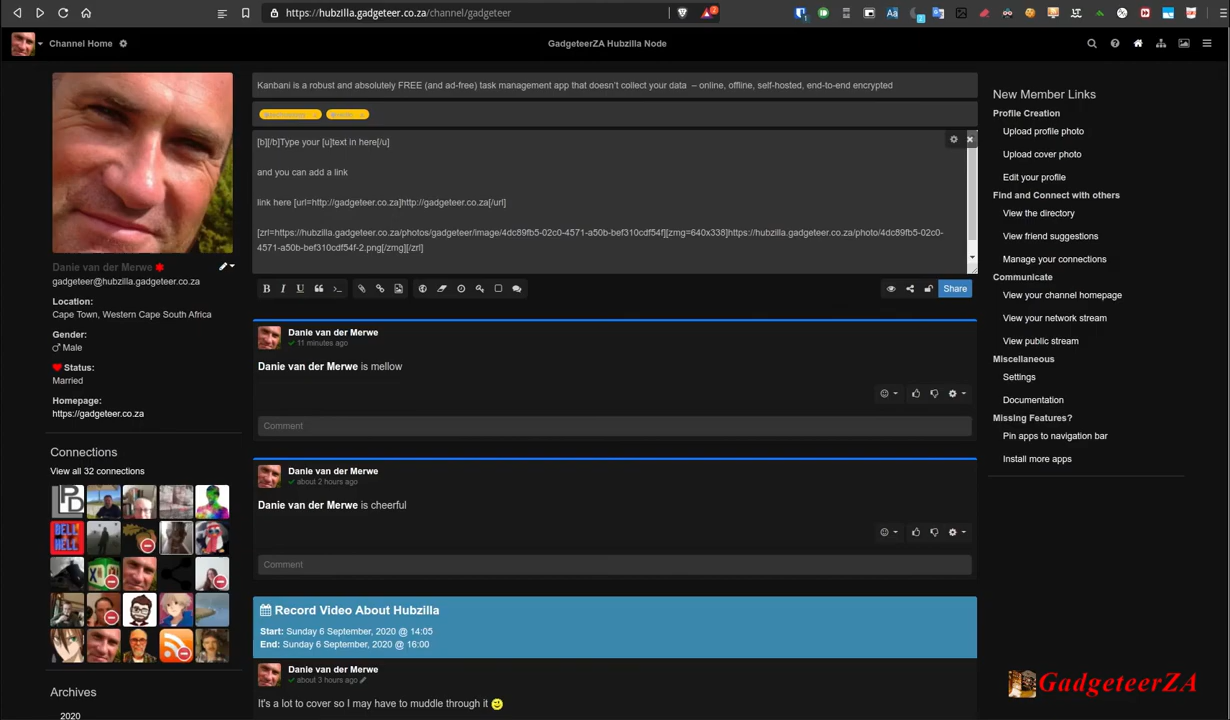 https://hubzilla.gadgeteer.co.za/channel/gadgeteer
Channel Home
GadgeteerZA Hubzilla Node
Danie van der Merwe
gadgeteer@hubzilla.gadgeteer.co.za
Location:
Cape Town, Western Cape South Africa
Gender:
Male
Status:
Married
Homepage:
https://gadgeteer.co.za
Connections
View all 32 connections
BELL
HELL
Archives
2020
Kanbani is a robust and absolutely FREE (and ad-free) task management app that doesn't collect your data – online, offline, self-hosted, end-to-end encrypted
[b][/b]Type your [u]text in here[/u]
and you can add a link
link here [url=http://gadgeteer.co.za]http://gadgeteer.co.za[/url]
[zrl=https://hubzilla.gadgeteer.co.za/photos/gadgeteer/image/4dc89fb5-02c0-4571-a50b-bef310cdf54f][zmg=640x338]https://hubzilla.gadgeteer.co.za/photo/4dc89fb5-02c0-
4571-a50b-bef310cdf54f-2.png[/zmg][/zrl]
B I U
Share
Danie van der Merwe
11 minutes ago
Danie van der Merwe is mellow
Comment
Danie van der Merwe
about 2 hours ago
Danie van der Merwe is cheerful
Comment
Record Video About Hubzilla
Start: Sunday 6 September, 2020 @ 14:05
End: Sunday 6 September, 2020 @ 16:00
Danie van der Merwe
about 3 hours ago
It's a lot to cover so I may have to muddle through it
New Member Links
Profile Creation
Upload profile photo
Upload cover photo
Edit your profile
Find and Connect with others
View the directory
View friend suggestions
Manage your connections
Communicate
View your channel homepage
View your network stream
View public stream
Miscellaneous
Settings
Documentation
Missing Features?
Pin apps to navigation bar
Install more apps
GadgeteerZA